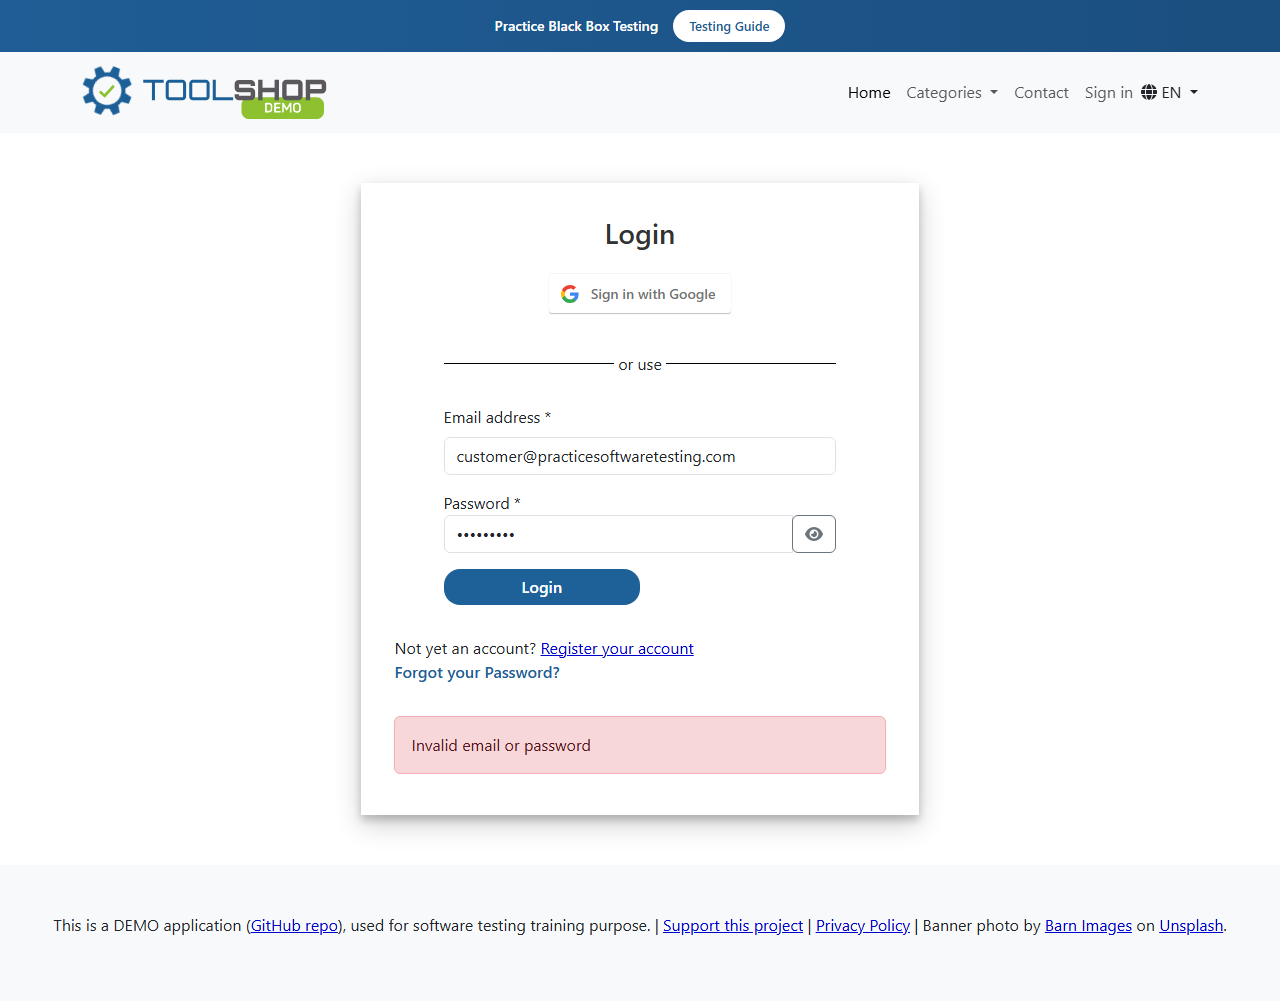 Practice Black Box Testing Testing Guide
TOOLSHOP
DEMO
Home Categories Contact Sign in EN
Login
Sign in with Google
or use
Email address *
customer@practicesoftwaretesting.com
Password *
•••••••••
Login
Not yet an account? Register your account
Forgot your Password?
Invalid email or password
This is a DEMO application (GitHub repo), used for software testing training purpose. | Support this project | Privacy Policy | Banner photo by Barn Images on Unsplash.